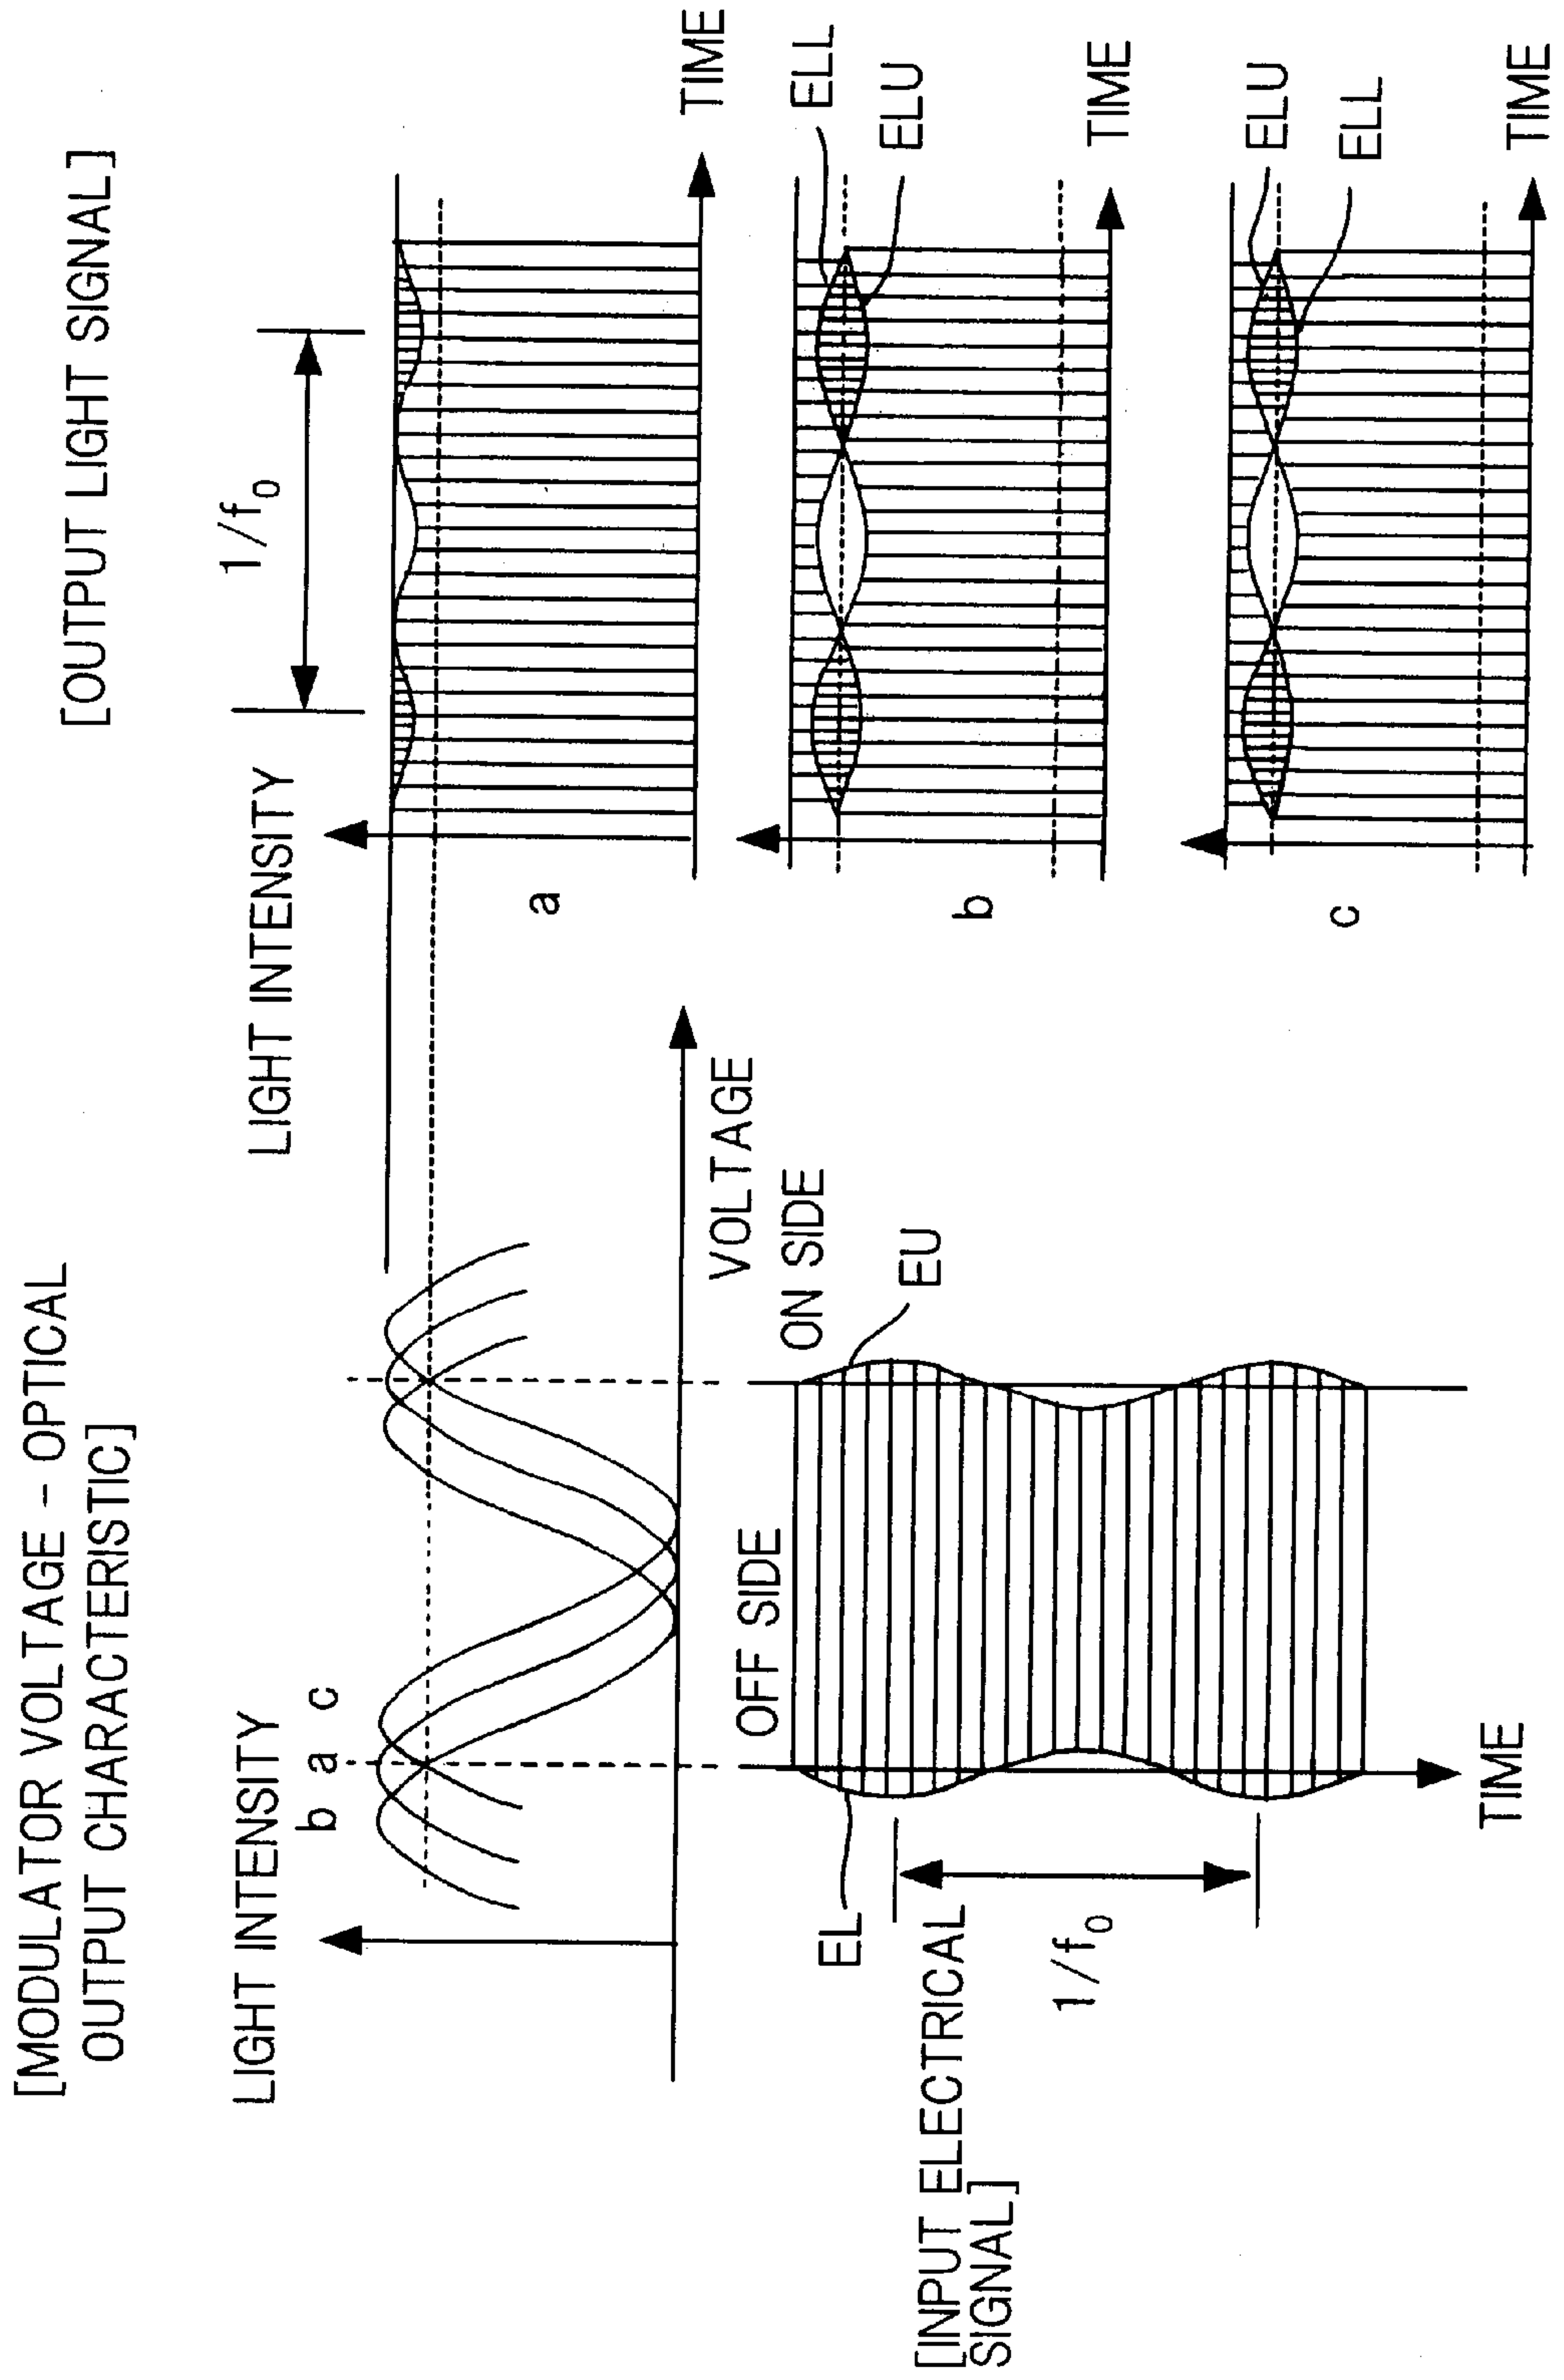 [MODULATOR VOLTAGE - OPTICAL
OUTPUT CHARACTERISTIC]
LIGHT INTENSITY
b a c
VOLTAGE
OFF SIDE
ON SIDE
EL
EU
[INPUT ELECTRICAL
SIGNAL]
1/f0
TIME
[OUTPUT LIGHT SIGNAL]
LIGHT INTENSITY
1/f0
a
TIME
b
ELL
ELU
TIME
c
ELU
ELL
TIME